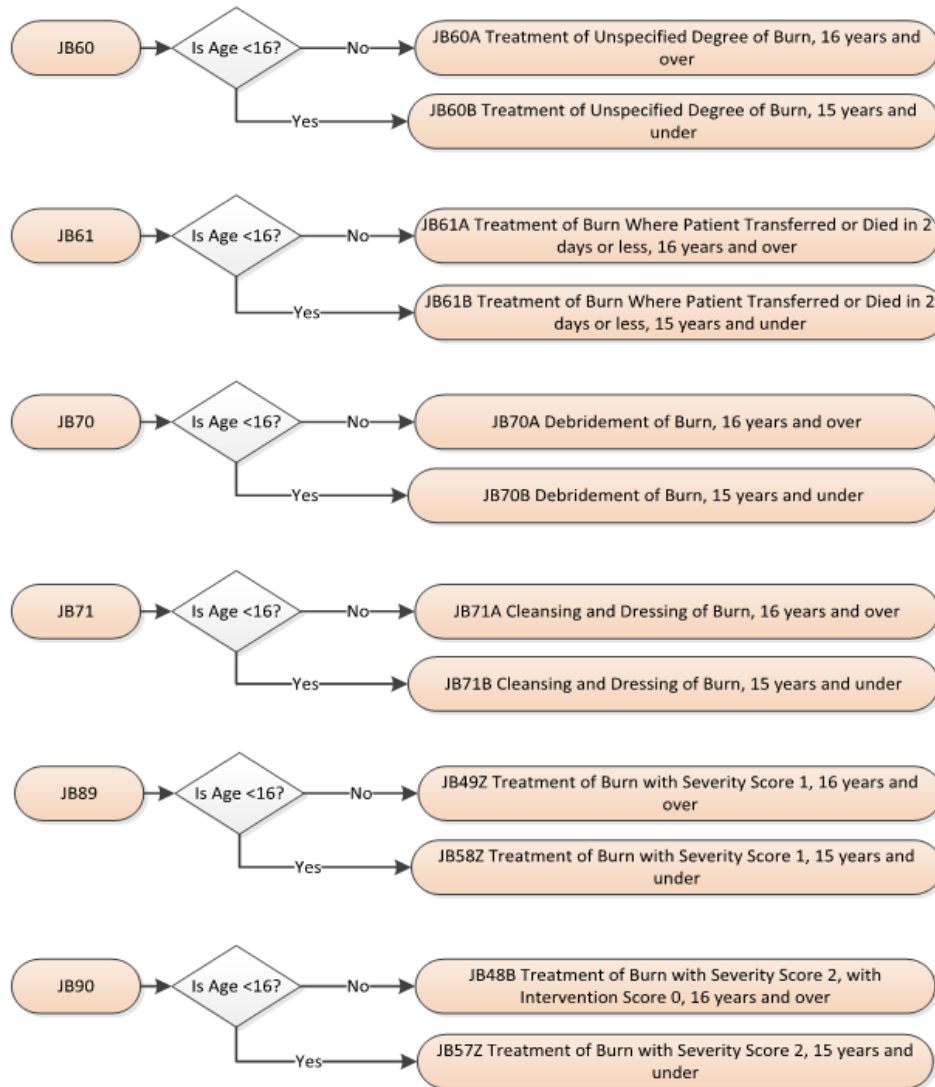 JB60
Is Age <16?
No
JB60A Treatment of Unspecified Degree of Burn, 16 years and
over
Yes
JB60B Treatment of Unspecified Degree of Burn, 15 years and
under
JB61
Is Age <16?
No
JB61A Treatment of Burn Where Patient Transferred or Died in 2
days or less, 16 years and over
Yes
JB61B Treatment of Burn Where Patient Transferred or Died in 2
days or less, 15 years and under
JB70
Is Age <16?
No
JB70A Debridement of Burn, 16 years and over
Yes
JB70B Debridement of Burn, 15 years and under
JB71
Is Age <16?
No
JB71A Cleansing and Dressing of Burn, 16 years and over
Yes
JB71B Cleansing and Dressing of Burn, 15 years and under
JB89
Is Age <16?
No
JB49Z Treatment of Burn with Severity Score 1, 16 years and
over
Yes
JB58Z Treatment of Burn with Severity Score 1, 15 years and
under
JB90
Is Age <16?
No
JB48B Treatment of Burn with Severity Score 2, with
Intervention Score 0, 16 years and over
Yes
JB57Z Treatment of Burn with Severity Score 2, 15 years and
under